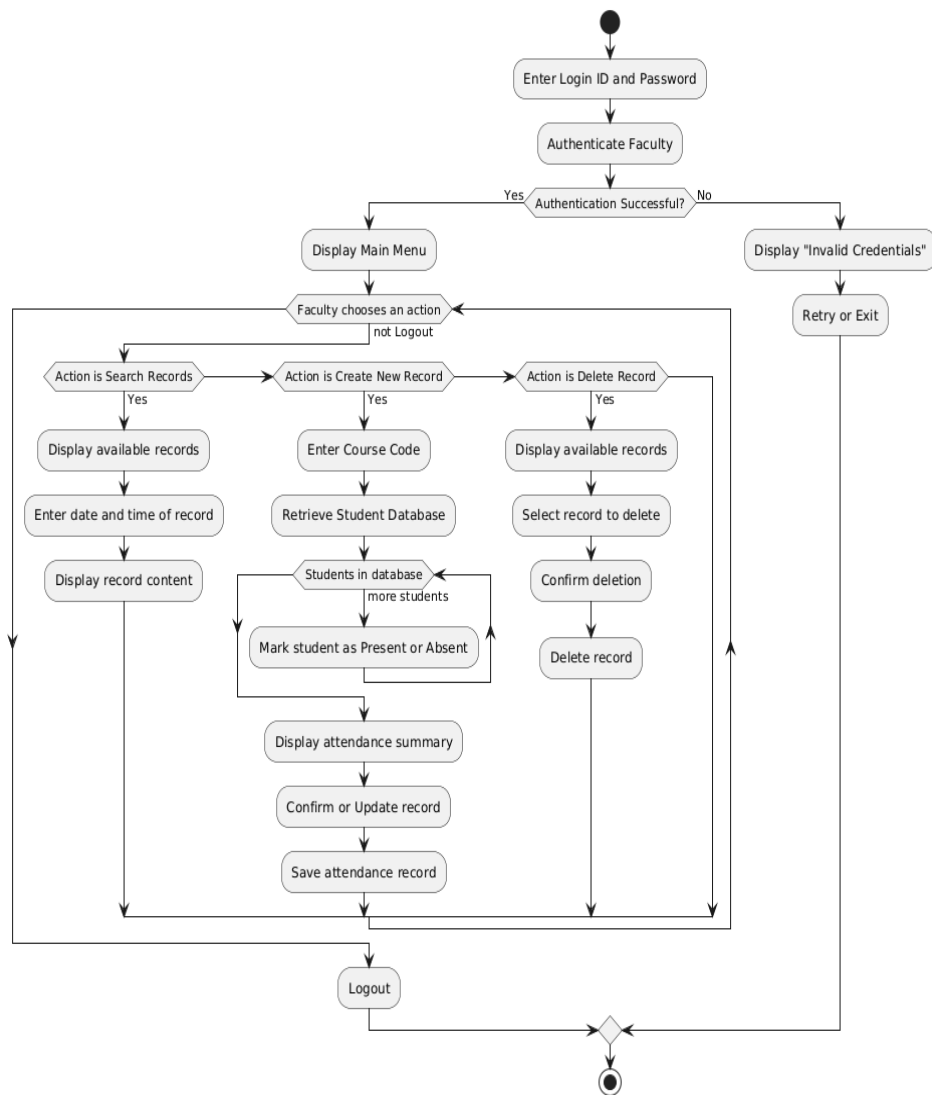 Enter Login ID and Password
Authenticate Faculty
Yes
Authentication Successful?
No
Display Main Menu
Display "Invalid Credentials"
Faculty chooses an action
Retry or Exit
not Logout
Action is Search Records
Action is Create New Record
Action is Delete Record
Yes
Yes
Yes
Display available records
Enter Course Code
Display available records
Enter date and time of record
Retrieve Student Database
Select record to delete
Display record content
Students in database
Confirm deletion
more students
Mark student as Present or Absent
Delete record
Display attendance summary
Confirm or Update record
Save attendance record
Logout